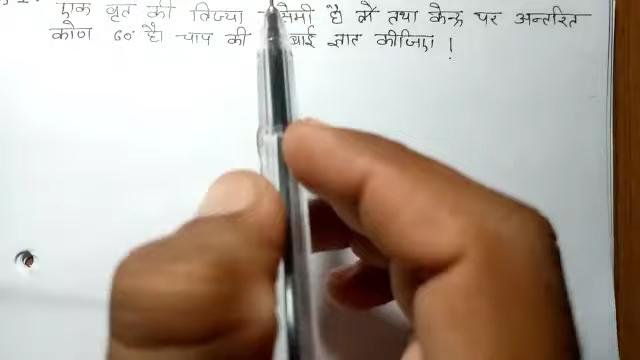 एक वृत की त्रिज्या सेमी है में तथा केन्द्र पर अन्तरित
कोण 60° है। चाप की ज्ञात कीजिए !